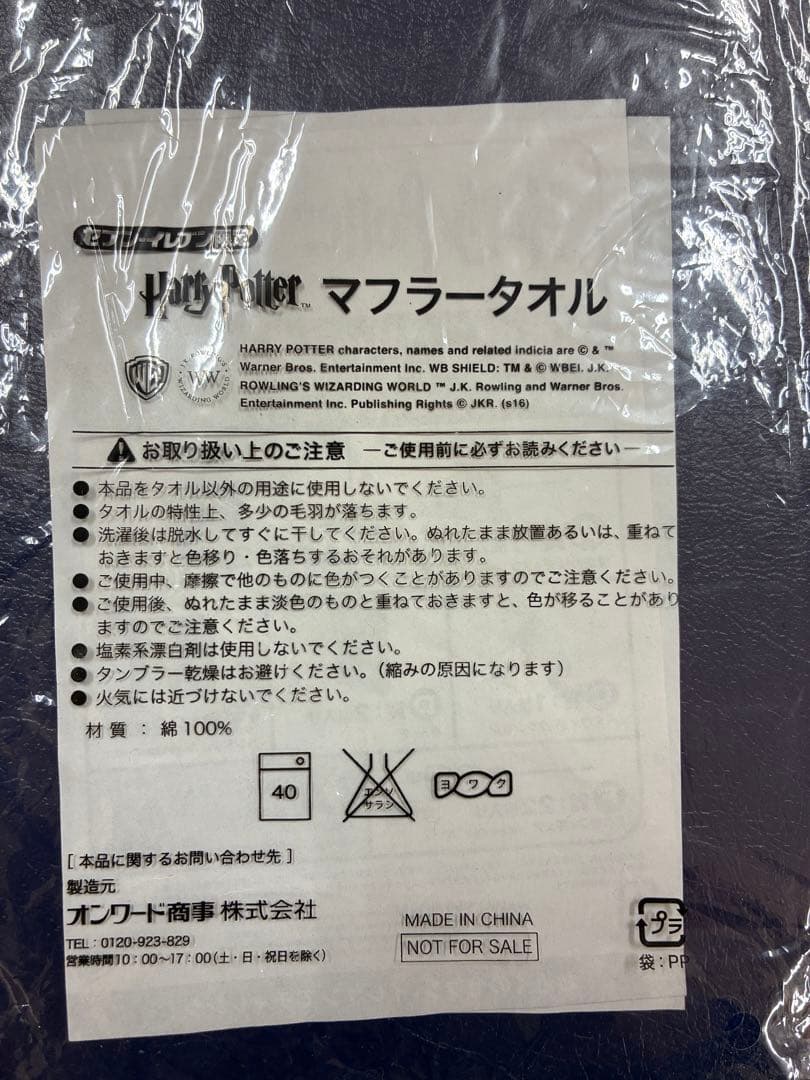 セブン-イレブン限定
Harry Potter™ マフラータオル
HARRY POTTER characters, names and related indicia are © & ™
Warner Bros. Entertainment Inc. WB SHIELD: TM & © WBEI. J.K.
ROWLING'S WIZARDING WORLD ™ J.K. Rowling and Warner Bros.
Entertainment Inc. Publishing Rights © JKR. (s16)
WB
J.K. ROWLING'S
WW
WIZARDING WORLD
お取り扱い上のご注意 ―ご使用前に必ずお読みください―
● 本品をタオル以外の用途に使用しないでください。
● タオルの特性上、多少の毛羽が落ちます。
● 洗濯後は脱水してすぐに干してください。ぬれたまま放置あるいは、重ねて
おきますと色移り・色落ちするおそれがあります。
● ご使用中、摩擦で他のものに色がつくことがありますのでご注意ください。
● ご使用後、ぬれたまま淡色のものと重ねておきますと、色が移ることがあり
ますのでご注意ください。
● 塩素系漂白剤は使用しないでください。
● タンブラー乾燥はお避けください。（縮みの原因になります）
● 火気には近づけないでください。
材質：綿100%
40
エンソ
サラシ
ヨワク
[本品に関するお問い合わせ先]
製造元
オンワード商事株式会社
TEL：0120-923-829
営業時間10：00〜17：00(土・日・祝日を除く)
MADE IN CHINA
NOT FOR SALE
プラ
袋：PP